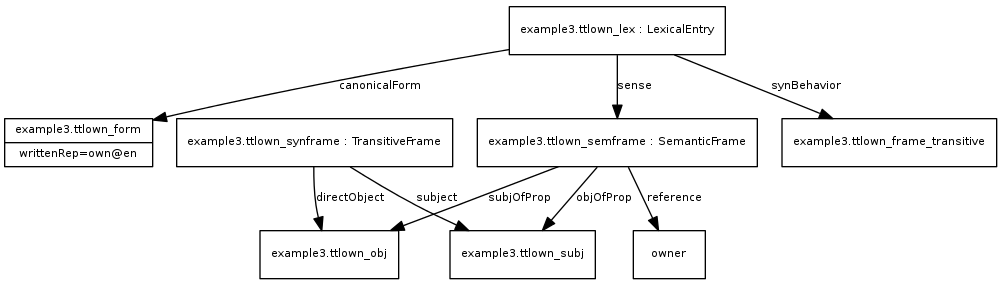 example3.ttlown_lex : LexicalEntry
canonicalForm
sense
synBehavior
example3.ttlown_form
writtenRep=own@en
example3.ttlown_synframe : TransitiveFrame
example3.ttlown_semframe : SemanticFrame
example3.ttlown_frame_transitive
directObject
subject
subjOfProp
objOfProp
reference
example3.ttlown_obj
example3.ttlown_subj
owner